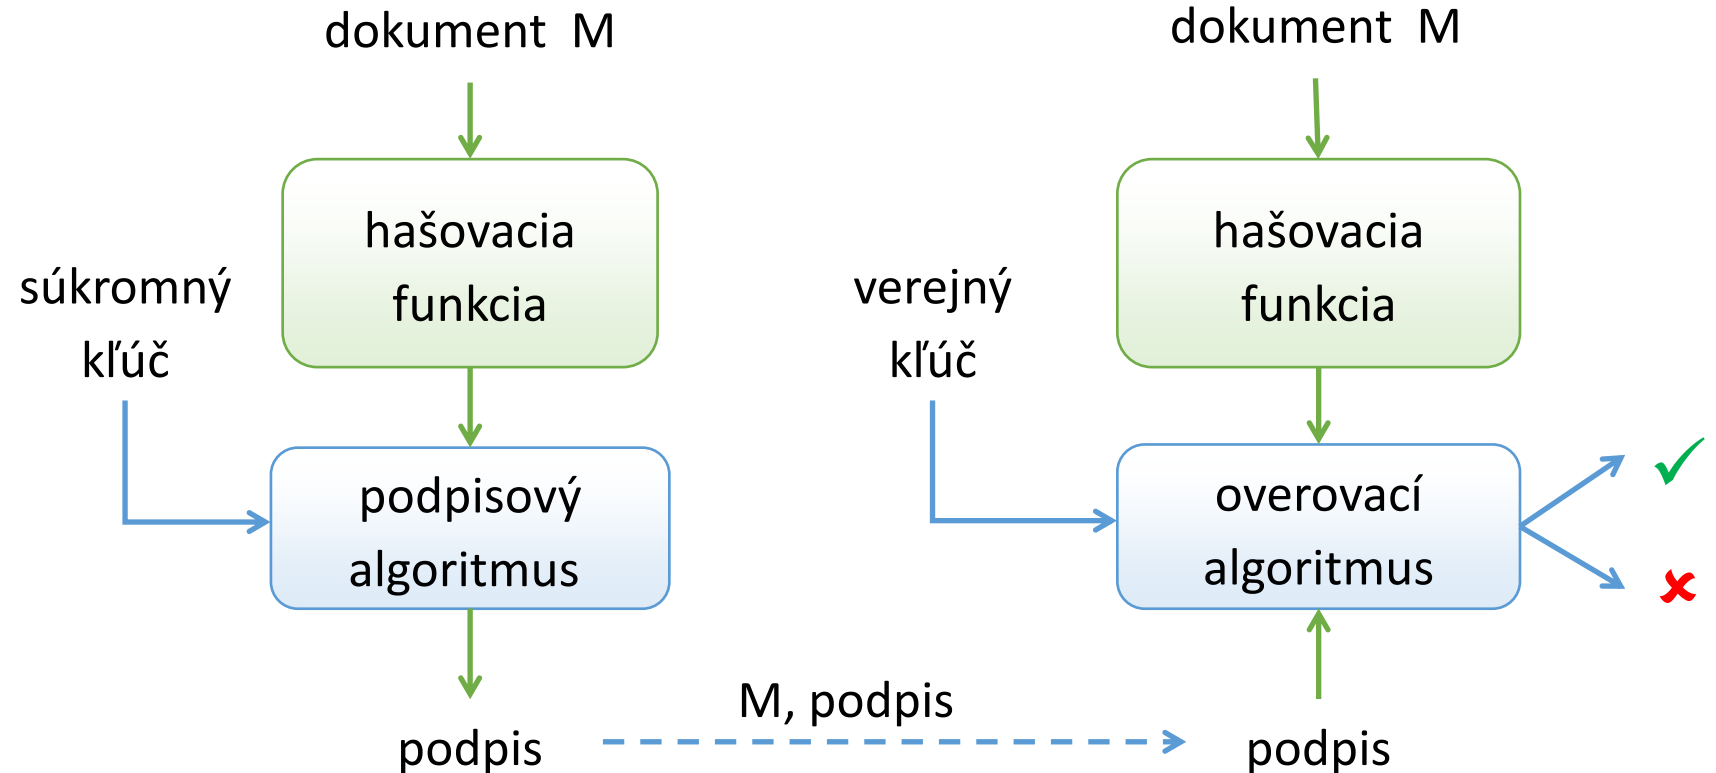 dokument M
hašovacia
funkcia
súkromný
kľúč
podpisový
algoritmus
podpis
M, podpis
dokument M
hašovacia
funkcia
verejný
kľúč
overovací
algoritmus
podpis